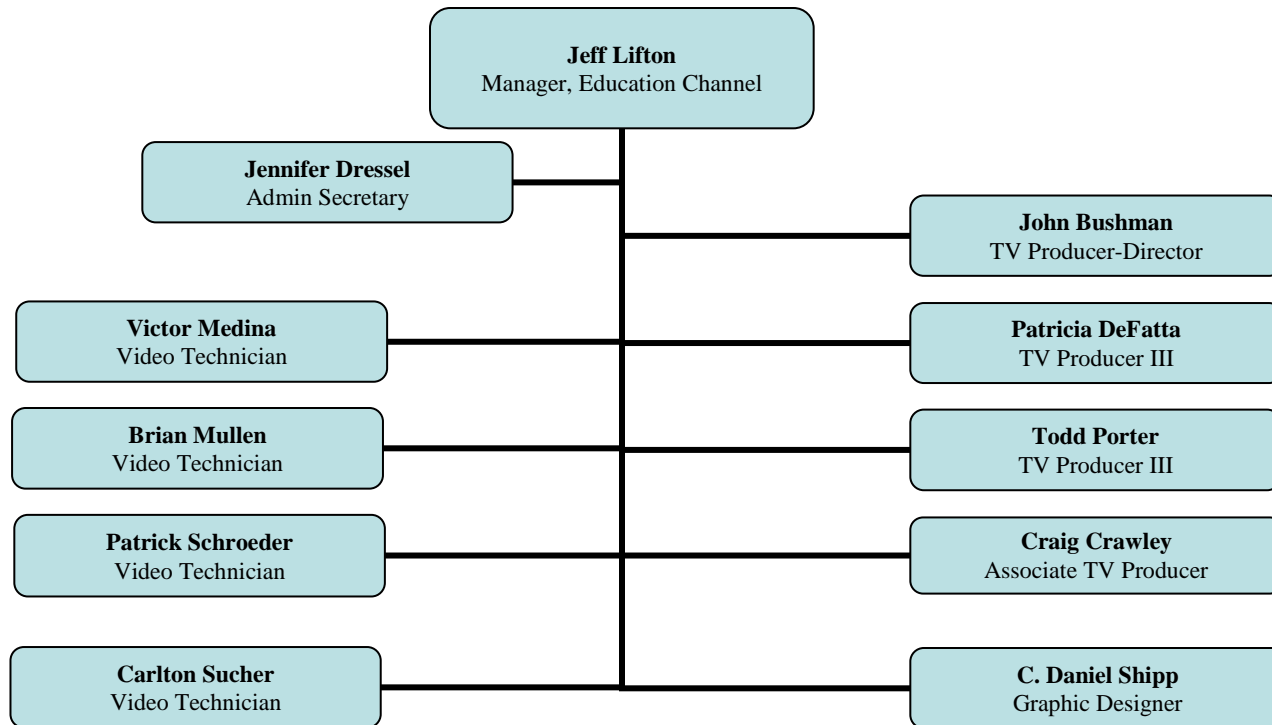 Jeff Lifton
Manager, Education Channel
Jennifer Dressel
Admin Secretary
John Bushman
TV Producer-Director
Victor Medina
Video Technician
Patricia DeFatta
TV Producer III
Brian Mullen
Video Technician
Todd Porter
TV Producer III
Patrick Schroeder
Video Technician
Craig Crawley
Associate TV Producer
Carlton Sucher
Video Technician
C. Daniel Shipp
Graphic Designer